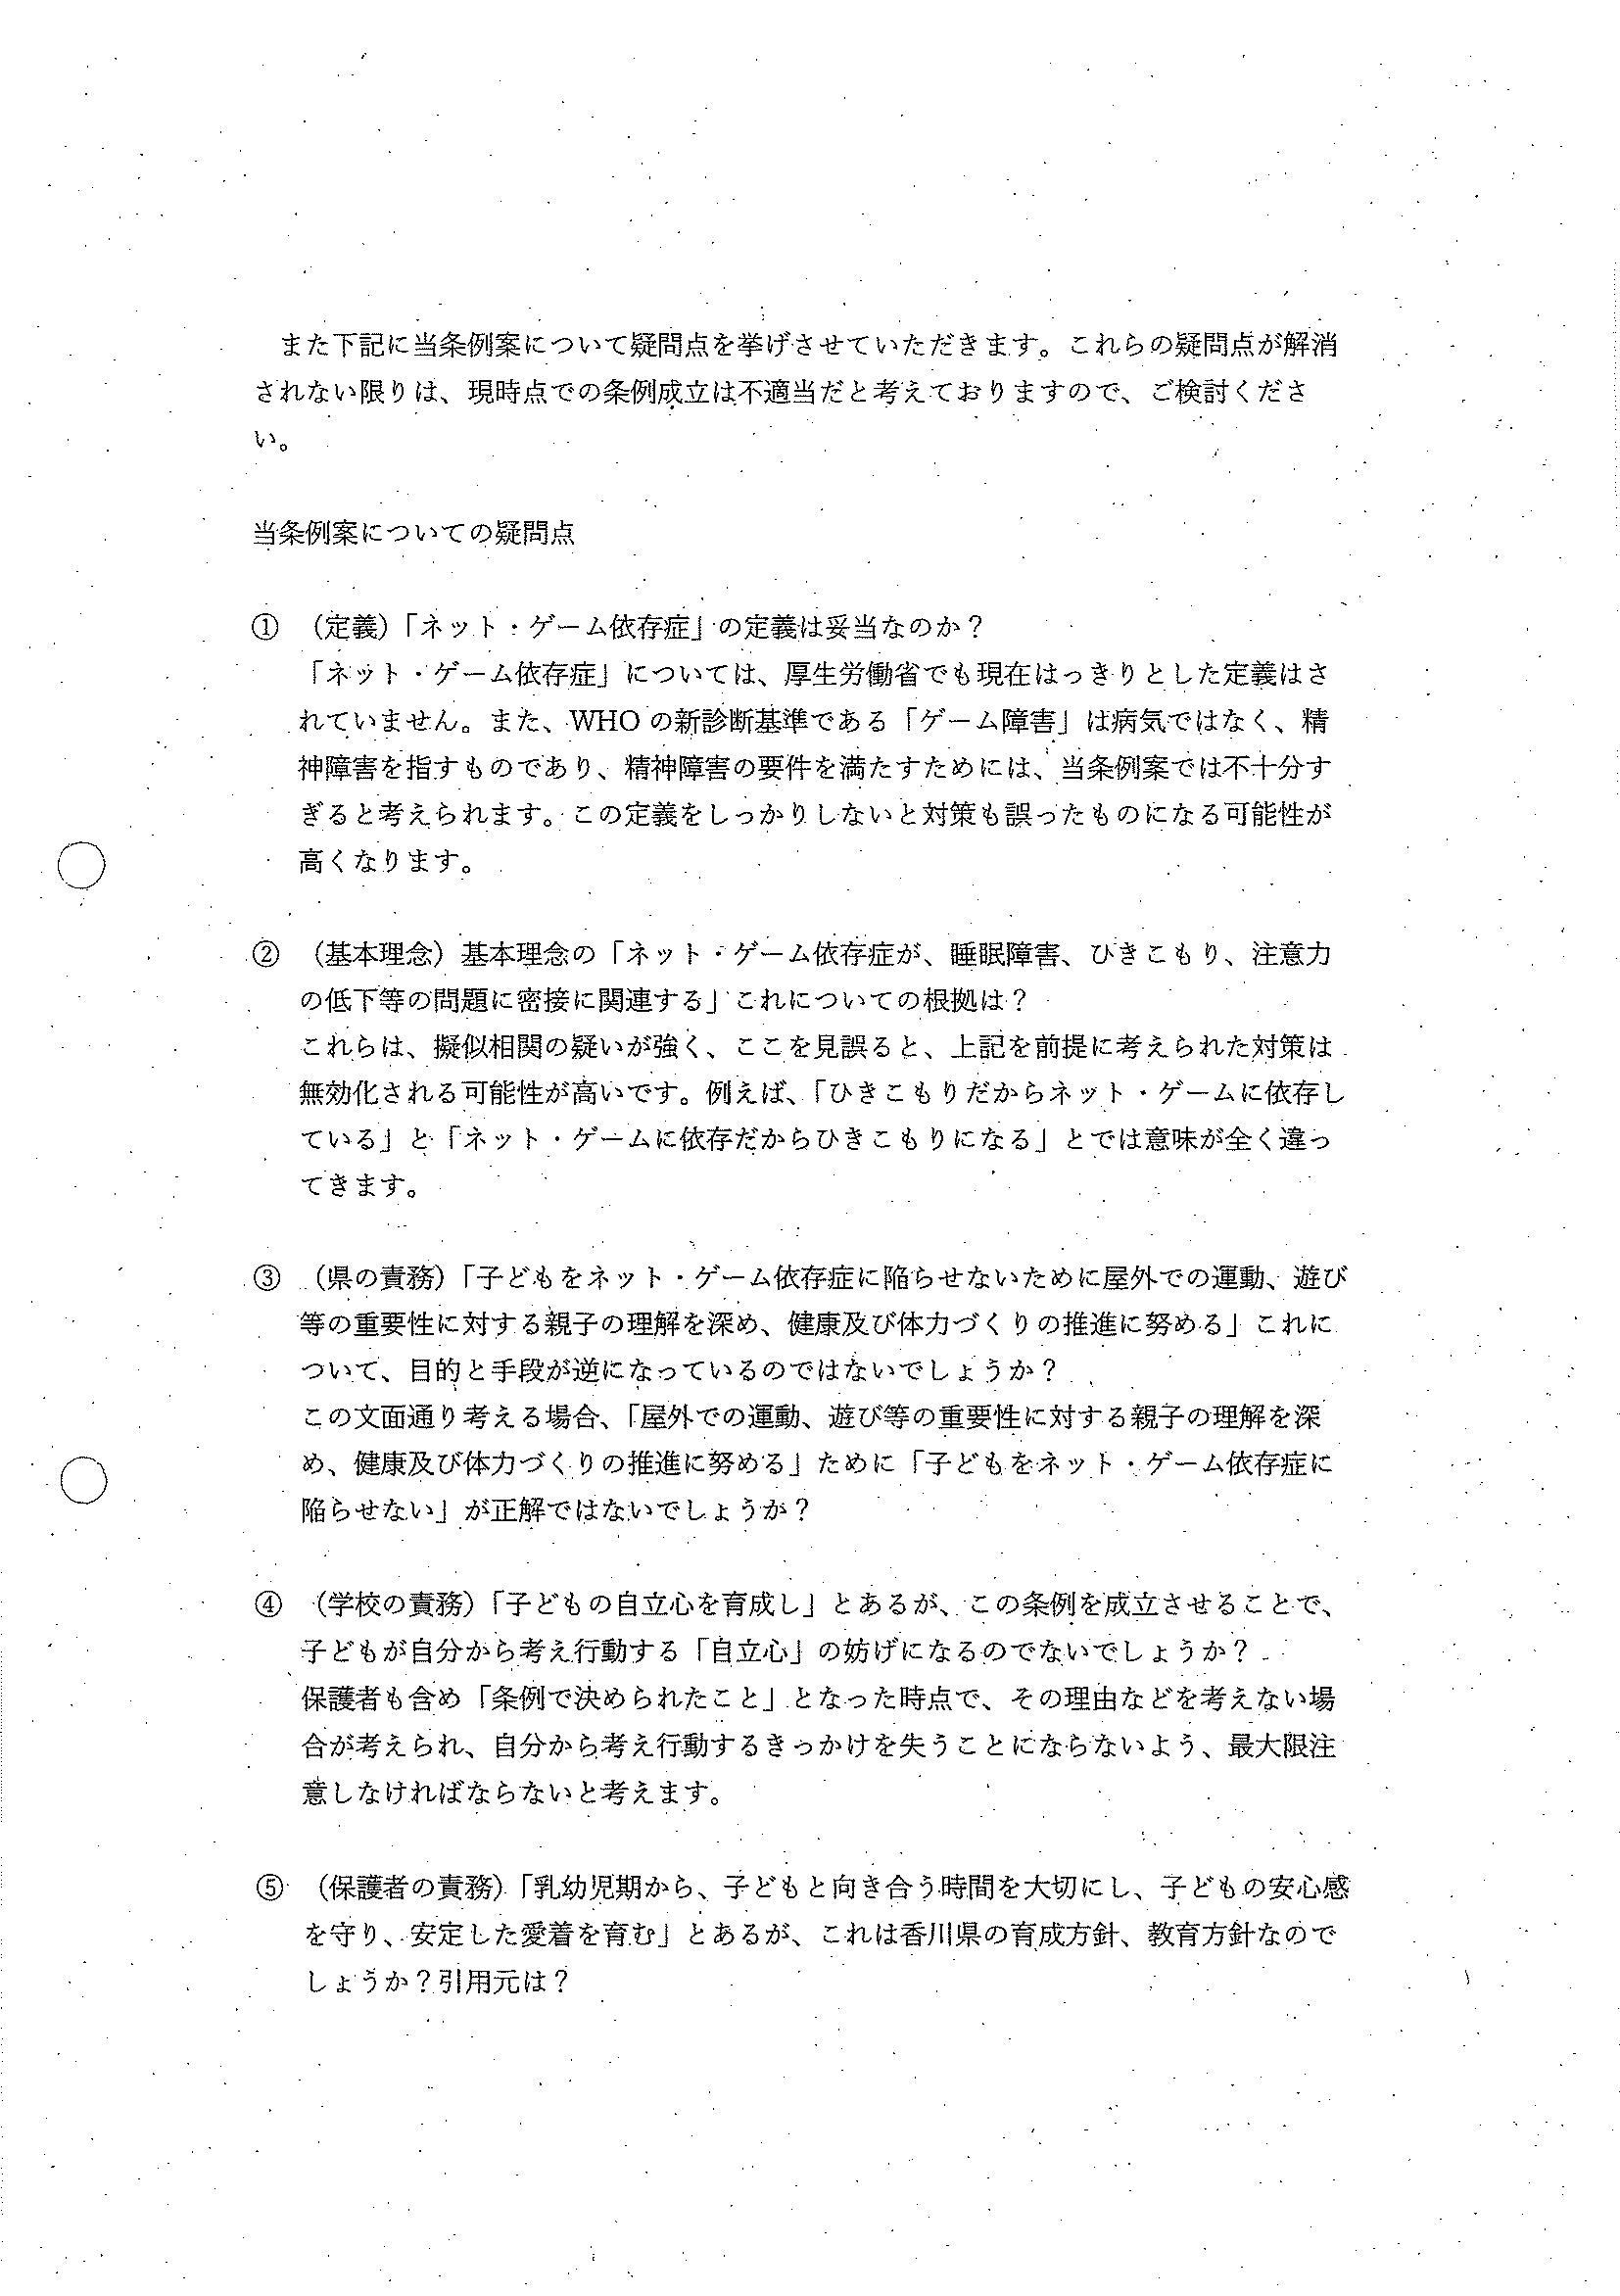 また下記に当条例案について疑問点を挙げさせていただきます。これらの疑問点が解消
されない限りは、現時点での条例成立は不適当だと考えておりますので、ご検討くださ
い。
当条例案についての疑問点
① （定義）「ネット・ゲーム依存症」の定義は妥当なのか？
「ネット・ゲーム依存症」については、厚生労働省でも現在はっきりとした定義はさ
れていません。また、WHO の新診断基準である「ゲーム障害」は病気ではなく、精
神障害を指すものであり、精神障害の要件を満たすためには、当条例案では不十分す
ぎると考えられます。この定義をしっかりしないと対策も誤ったものになる可能性が
高くなります。
② （基本理念）基本理念の「ネット・ゲーム依存症が、睡眠障害、ひきこもり、注意力
の低下等の問題に密接に関連する」これについての根拠は？
これらは、擬似相関の疑いが強く、ここを見誤ると、上記を前提に考えられた対策は
無効化される可能性が高いです。例えば、「ひきこもりだからネット・ゲームに依存し
ている」と「ネット・ゲームに依存だからひきこもりになる」とでは意味が全く違っ
てきます。
③ （県の責務）「子どもをネット・ゲーム依存症に陥らせないために屋外での運動、遊び
等の重要性に対する親子の理解を深め、健康及び体力づくりの推進に努める」これに
ついて、目的と手段が逆になっているのではないでしょうか？
この文面通り考える場合、「屋外での運動、遊び等の重要性に対する親子の理解を深
め、健康及び体力づくりの推進に努める」ために「子どもをネット・ゲーム依存症に
陥らせない」が正解ではないでしょうか？
④ （学校の責務）「子どもの自立心を育成し」とあるが、この条例を成立させることで、
子どもが自分から考え行動する「自立心」の妨げになるのでないでしょうか？
保護者も含め「条例で決められたこと」となった時点で、その理由などを考えない場
合が考えられ、自分から考え行動するきっかけを失うことにならないよう、最大限注
意しなければならないと考えます。
⑤ （保護者の責務）「乳幼児期から、子どもと向き合う時間を大切にし、子どもの安心感
を守り、安定した愛着を育む」とあるが、これは香川県の育成方針、教育方針なので
しょうか？引用元は？